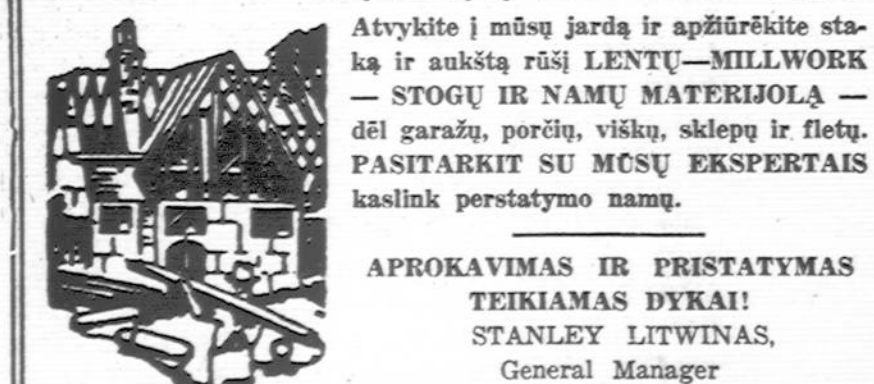 Atvykite į mūsų jardą ir apžiūrėkite sta-
ką ir aukštą rūšį LENTŲ—MILLWORK
— STOGŲ IR NAMŲ MATERIJOLĄ —
dėl garažų, porčių, viškų, sklepų ir fletų.
PASITARKIT SU MŪSŲ EKSPERTAIS
kaslink perstatymo namų.
APROKAVIMAS IR PRISTATYMAS
TEIKIAMAS DYKAI!
STANLEY LITWINAS,
General Manager